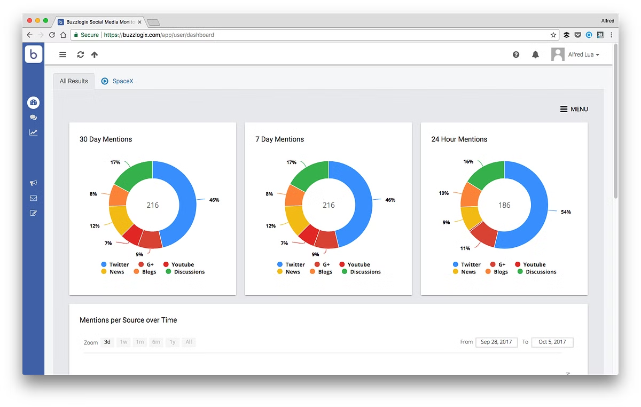 Buzzlogix Social Media Moni
Alfred
Secure
https://buzzlogix.com/app/user/dashboard
b
Alfred Lua
All Results
SpaceX
MENU
30 Day Mentions
17%
8%
46%
12%
7%
9%
216
Twitter G+ Youtube
News Blogs Discussions
7 Day Mentions
17%
8%
46%
12%
7%
9%
216
Twitter G+ Youtube
News Blogs Discussions
24 Hour Mentions
16%
54%
9%
11%
186
Twitter G+ Youtube
News Blogs Discussions
Mentions per Source over Time
Zoom 3d 1w 1m 6m 1y All
From Sep 28, 2017 To Oct 5, 2017